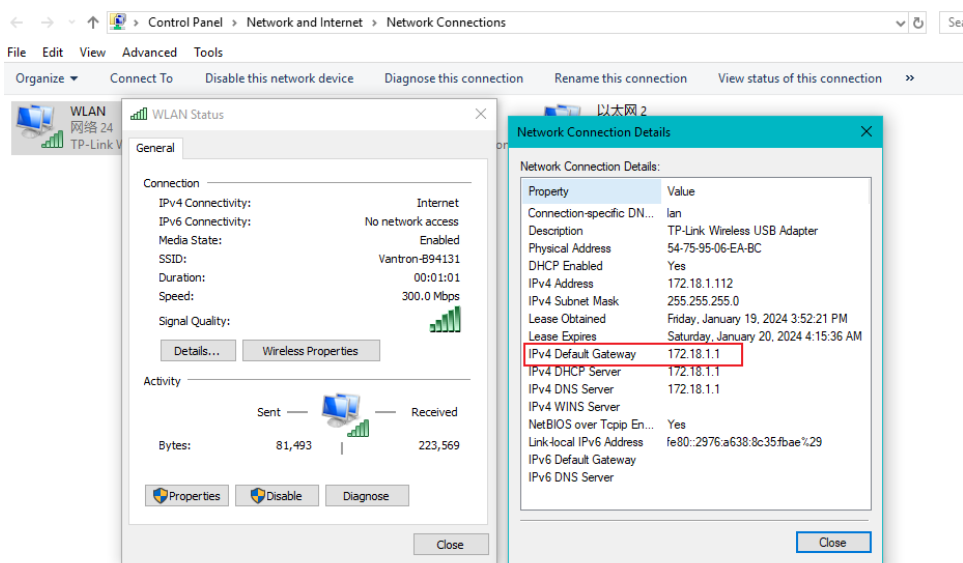 Control Panel > Network and Internet > Network Connections
Sea
File Edit View Advanced Tools
Organize Connect To Disable this network device Diagnose this connection Rename this connection View status of this connection »
WLAN
网络 24
TP-Link W
以太网 2
WLAN Status
General
Connection
IPv4 Connectivity: Internet
IPv6 Connectivity: No network access
Media State: Enabled
SSID: Vantron-B94131
Duration: 00:01:01
Speed: 300.0 Mbps
Signal Quality:
Details... Wireless Properties
Activity
Sent Received
Bytes: 81,493 223,569
Properties Disable Diagnose
Close
Network Connection Details
Network Connection Details:
Property Value
Connection-specific DN... lan
Description TP-Link Wireless USB Adapter
Physical Address 54-75-95-06-EA-BC
DHCP Enabled Yes
IPv4 Address 172.18.1.112
IPv4 Subnet Mask 255.255.255.0
Lease Obtained Friday, January 19, 2024 3:52:21 PM
Lease Expires Saturday, January 20, 2024 4:15:36 AM
IPv4 Default Gateway 172.18.1.1
IPv4 DHCP Server 172.18.1.1
IPv4 DNS Server 172.18.1.1
IPv4 WINS Server
NetBIOS over Tcpip En... Yes
Link-local IPv6 Address fe80::2976:a638:8c35:fbae%29
IPv6 Default Gateway
IPv6 DNS Server
Close